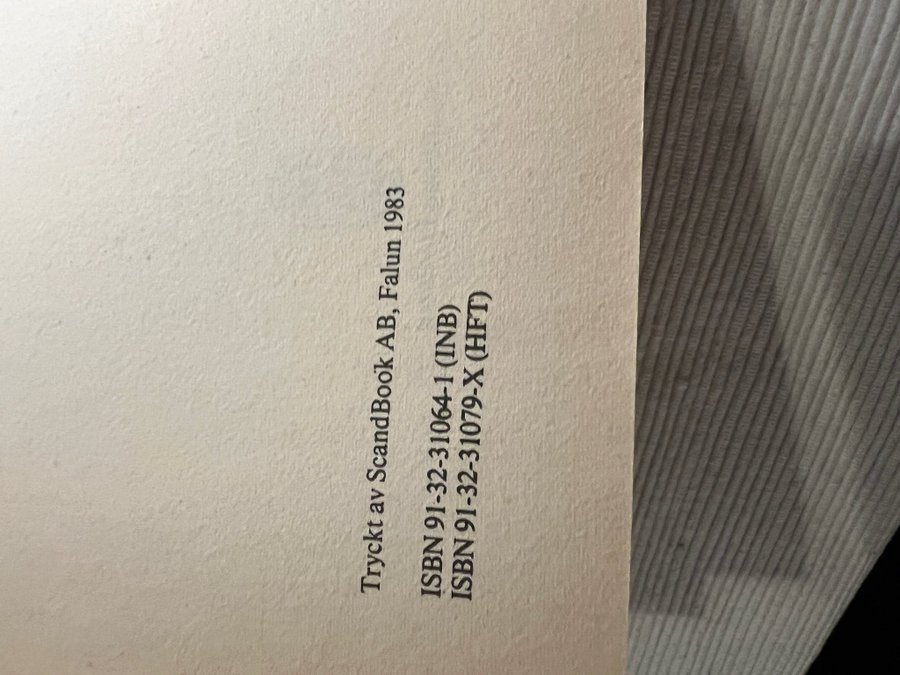 Tryckt av ScandBook AB, Falun 1983
ISBN 91-32-31064-1 (INB)
ISBN 91-32-31079-X (HFT)